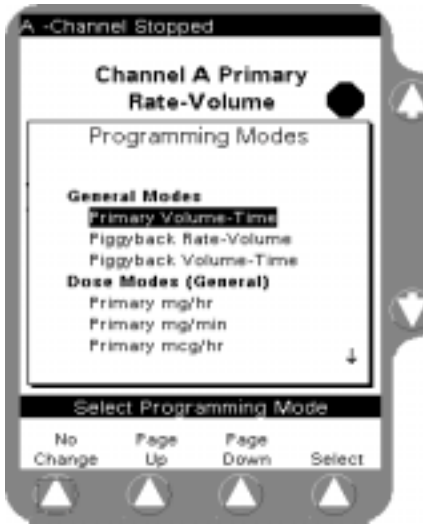 A -Channel Stopped
Channel A Primary
Rate-Volume
Programming Modes
General Modes
Primary Volume-Time
Piggyback Rate-Volume
Piggyback Volume-Time
Dose Modes (General)
Primary mg/hr
Primary mg/min
Primary mcg/hr
Select Programming Mode
No Change
Page Up
Page Down
Select